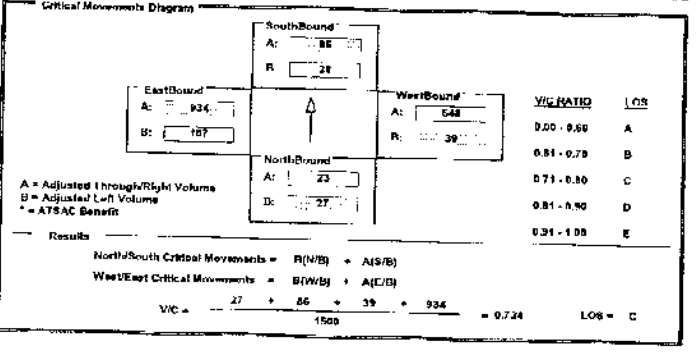 Critical Movements Diagram
SouthBound
A: 86
B: 28
EastBound
A: 934
B: 167
WestBound
A: 548
B: 39
NorthBound
A: 23
B: 27
V/C RATIO LOS
0.00 - 0.60 A
0.61 - 0.70 B
0.71 - 0.80 C
0.81 - 0.90 D
0.91 - 1.00 E
A = Adjusted Through/Right Volume
B = Adjusted Left Volume
* = ATSAC Benefit
Results
North/South Critical Movements = B(N/B) + A(S/B)
West/East Critical Movements = B(W/B) + A(E/B)
V/C = 27 + 86 + 39 + 934
1500
= 0.724 LOS = C